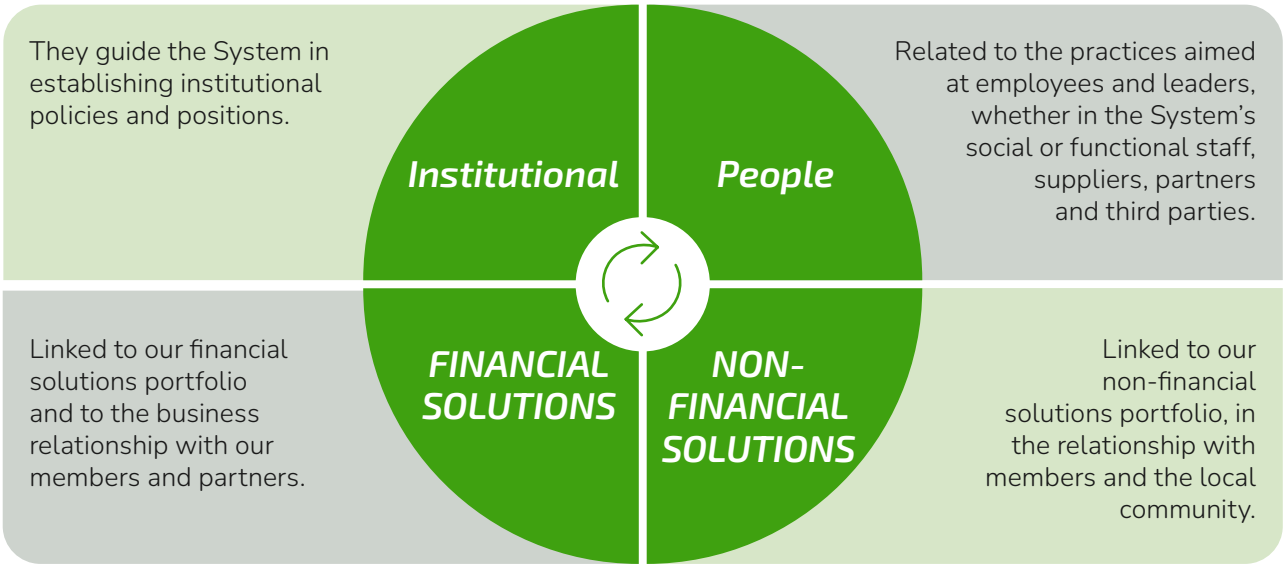 They guide the System in
establishing institutional
policies and positions.
Institutional
People
Related to the practices aimed
at employees and leaders,
whether in the System’s
social or functional staff,
suppliers, partners
and third parties.
Linked to our financial
solutions portfolio
and to the business
relationship with our
members and partners.
FINANCIAL
SOLUTIONS
NON-
FINANCIAL
SOLUTIONS
Linked to our
non-financial
solutions portfolio, in
the relationship with
members and the local
community.